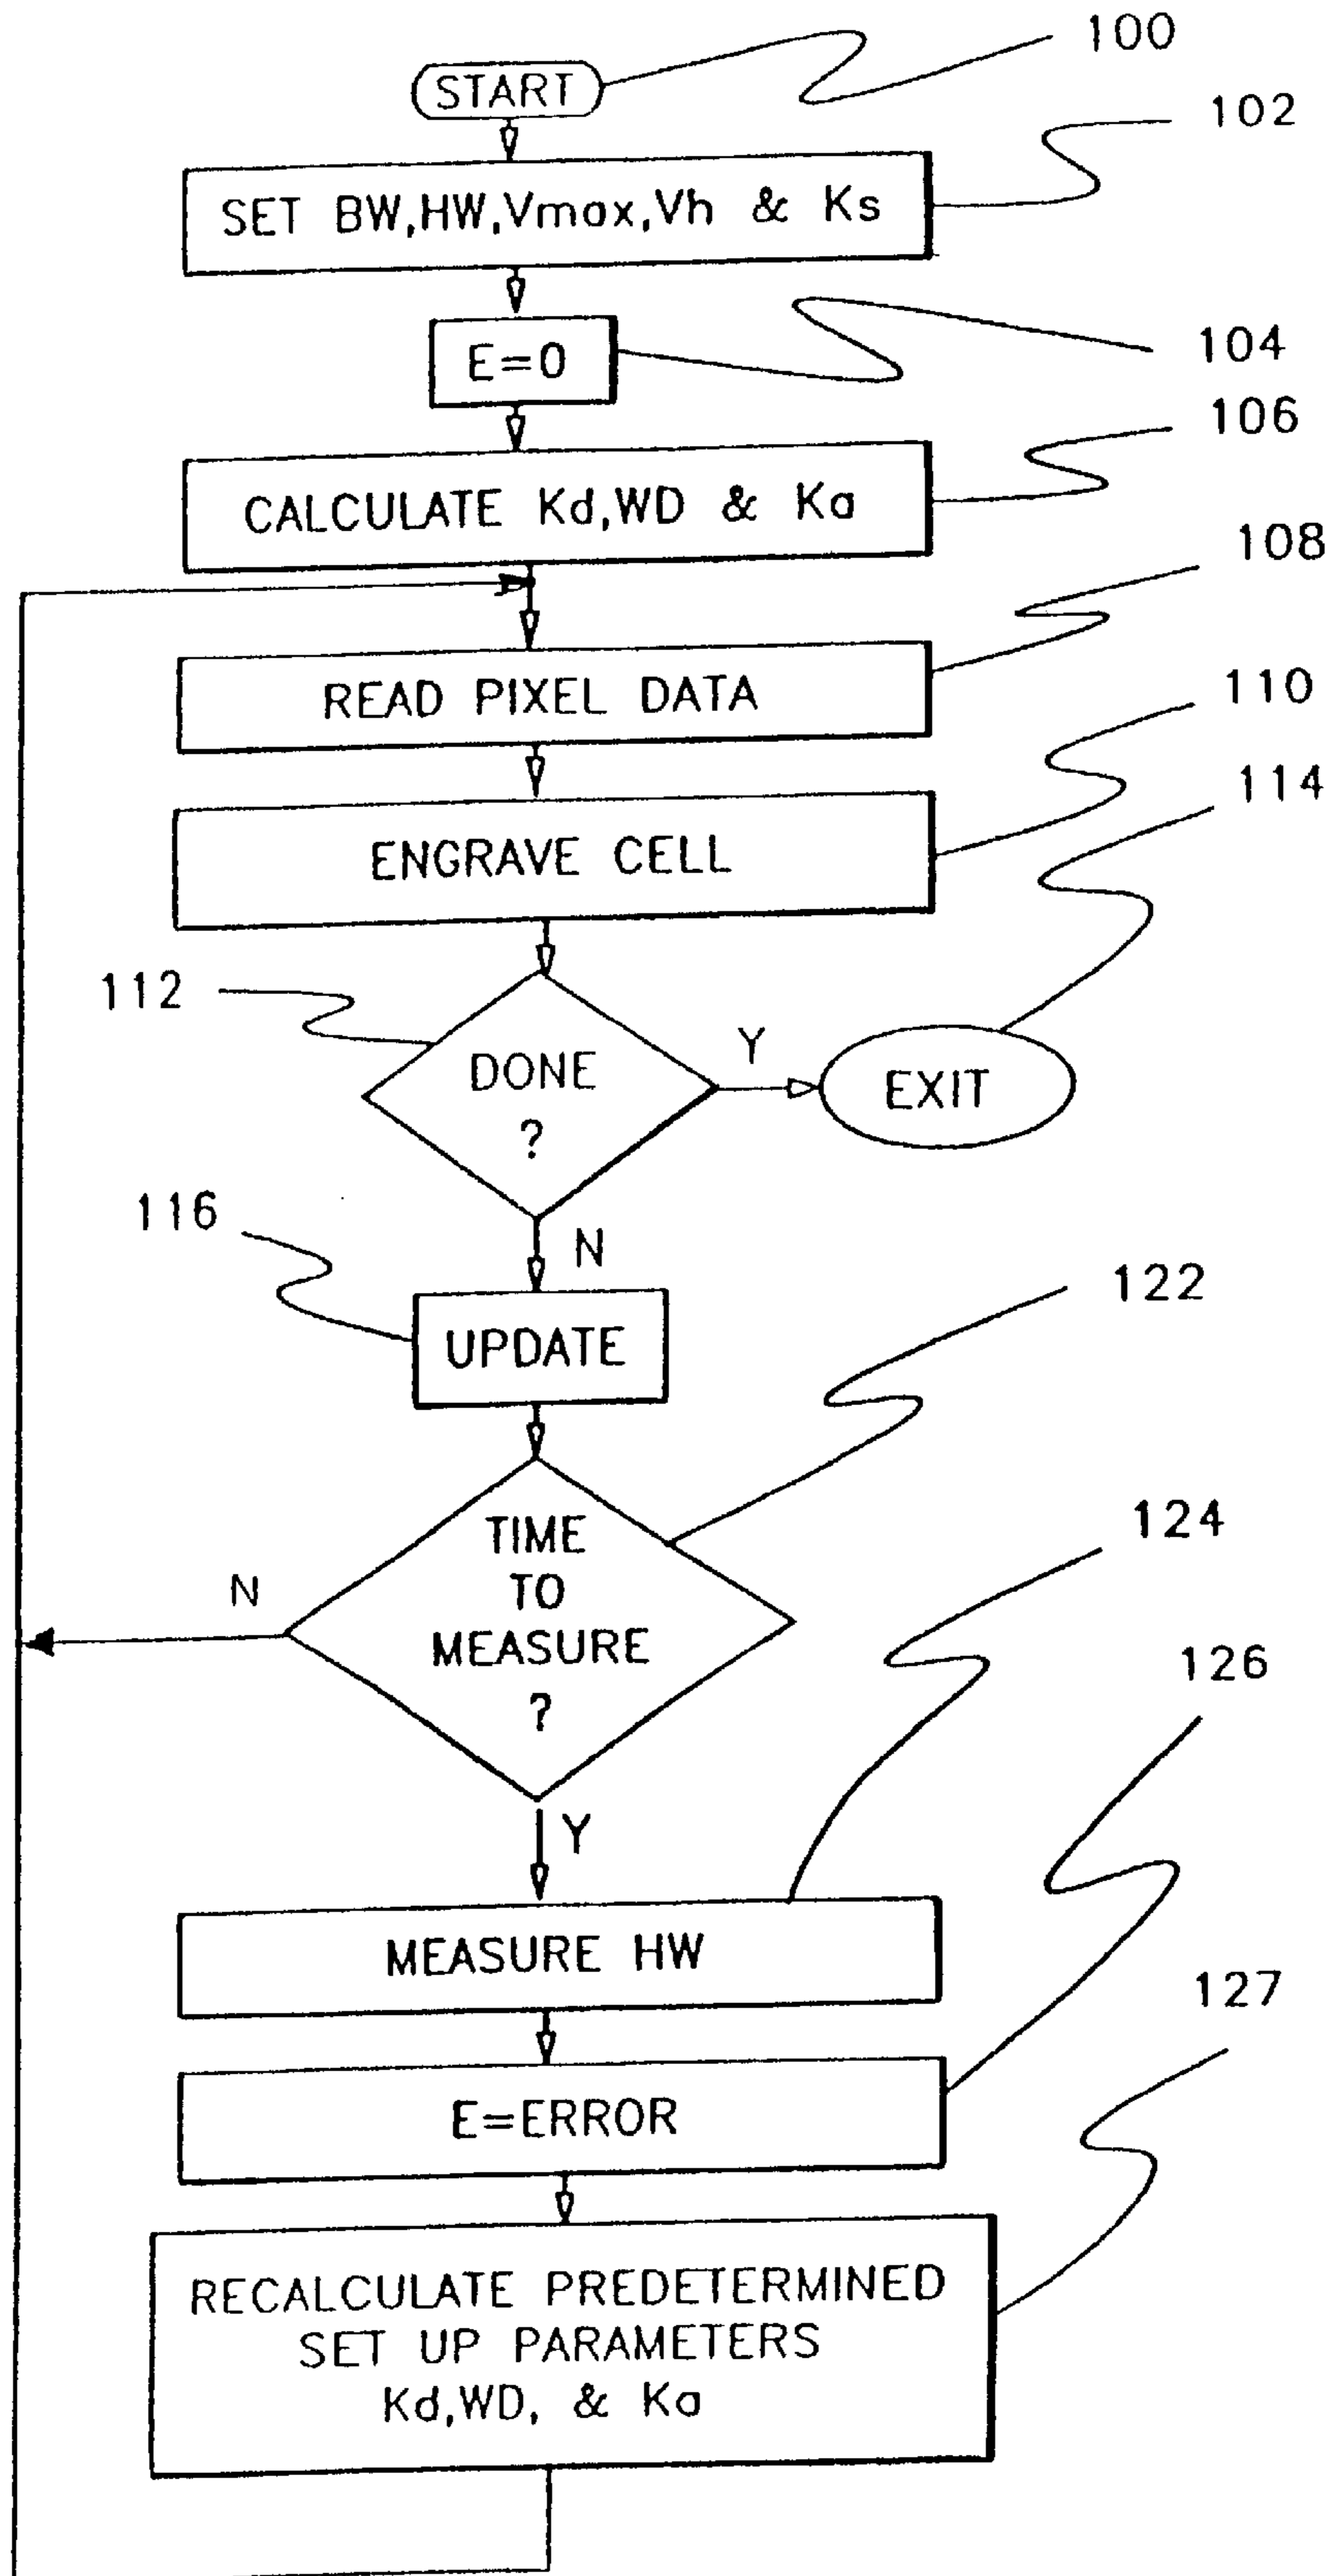 100
START
102
SET BW,HW,Vmax,Vh & Ks
104
E=0
106
CALCULATE Kd,WD & Ka
108
READ PIXEL DATA
110
ENGRAVE CELL
114
112
DONE
?
Y
EXIT
116
N
UPDATE
122
TIME
TO
MEASURE
?
N
Y
124
MEASURE HW
126
E=ERROR
127
RECALCULATE PREDETERMINED
SET UP PARAMETERS
Kd,WD, & Ka